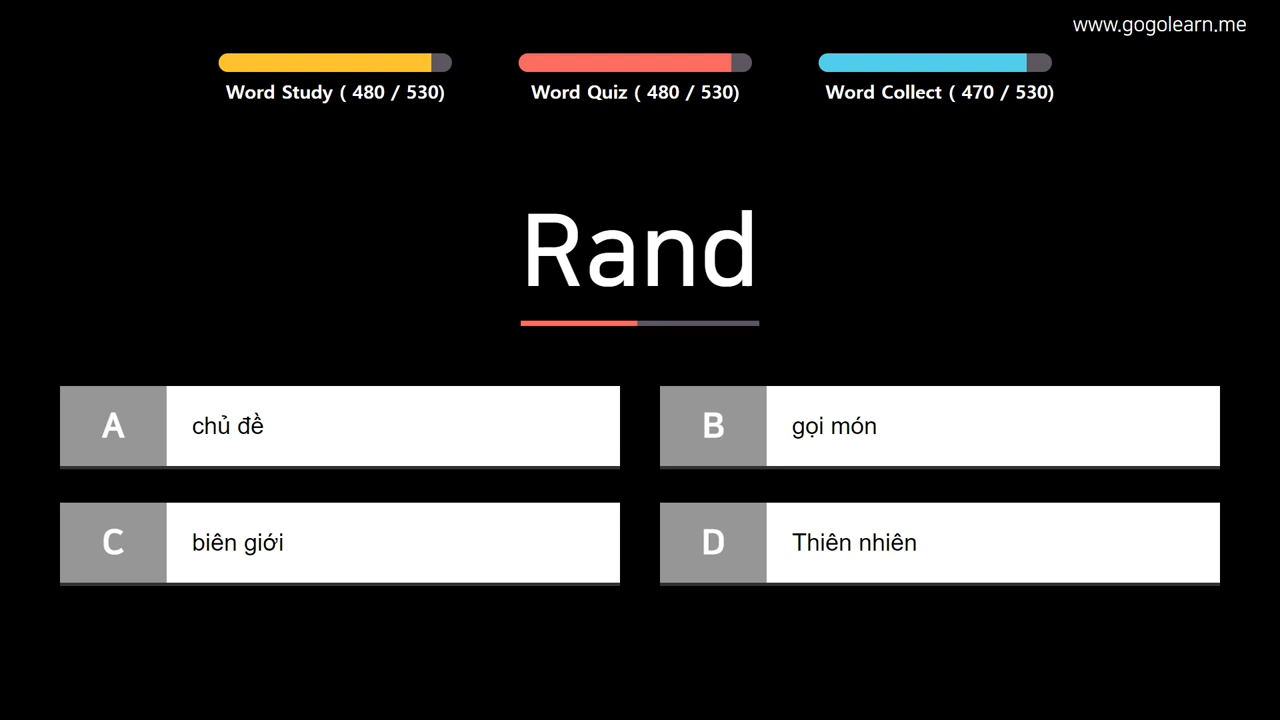 www.gogolearn.me
Word Study ( 480 / 530)
Word Quiz ( 480 / 530)
Word Collect ( 470 / 530)
Rand
A chủ đề
B gọi món
C biên giới
D Thiên nhiên